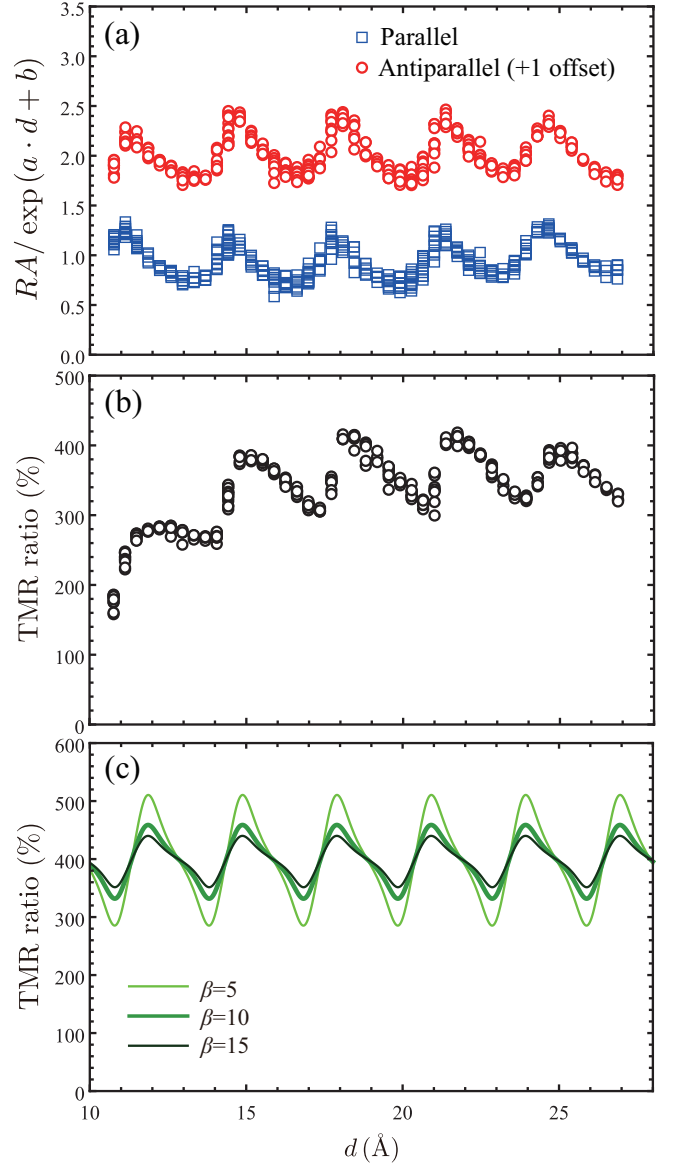 (a)
Parallel
Antiparallel (+1 offset)
RA/ exp (a · d + b)
3.5
3.0
2.5
2.0
1.5
1.0
0.5
0.0
(b)
TMR ratio (%)
500
400
300
200
100
0
(c)
TMR ratio (%)
600
500
400
300
200
100
0
β=5
β=10
β=15
10 15 20 25
d (Å)